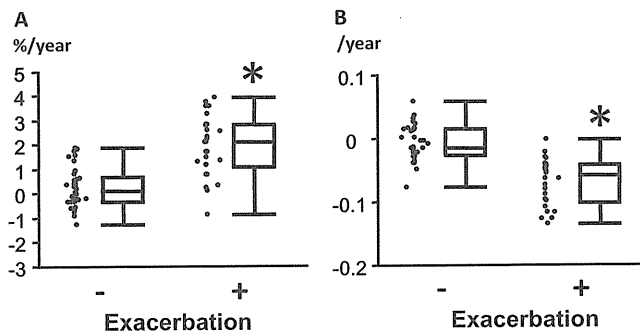 A
%/year
5
4
3
2
1
0
-1
-2
-3
*
- +
Exacerbation
B
/year
0.1
0
-0.1
-0.2
*
- +
Exacerbation